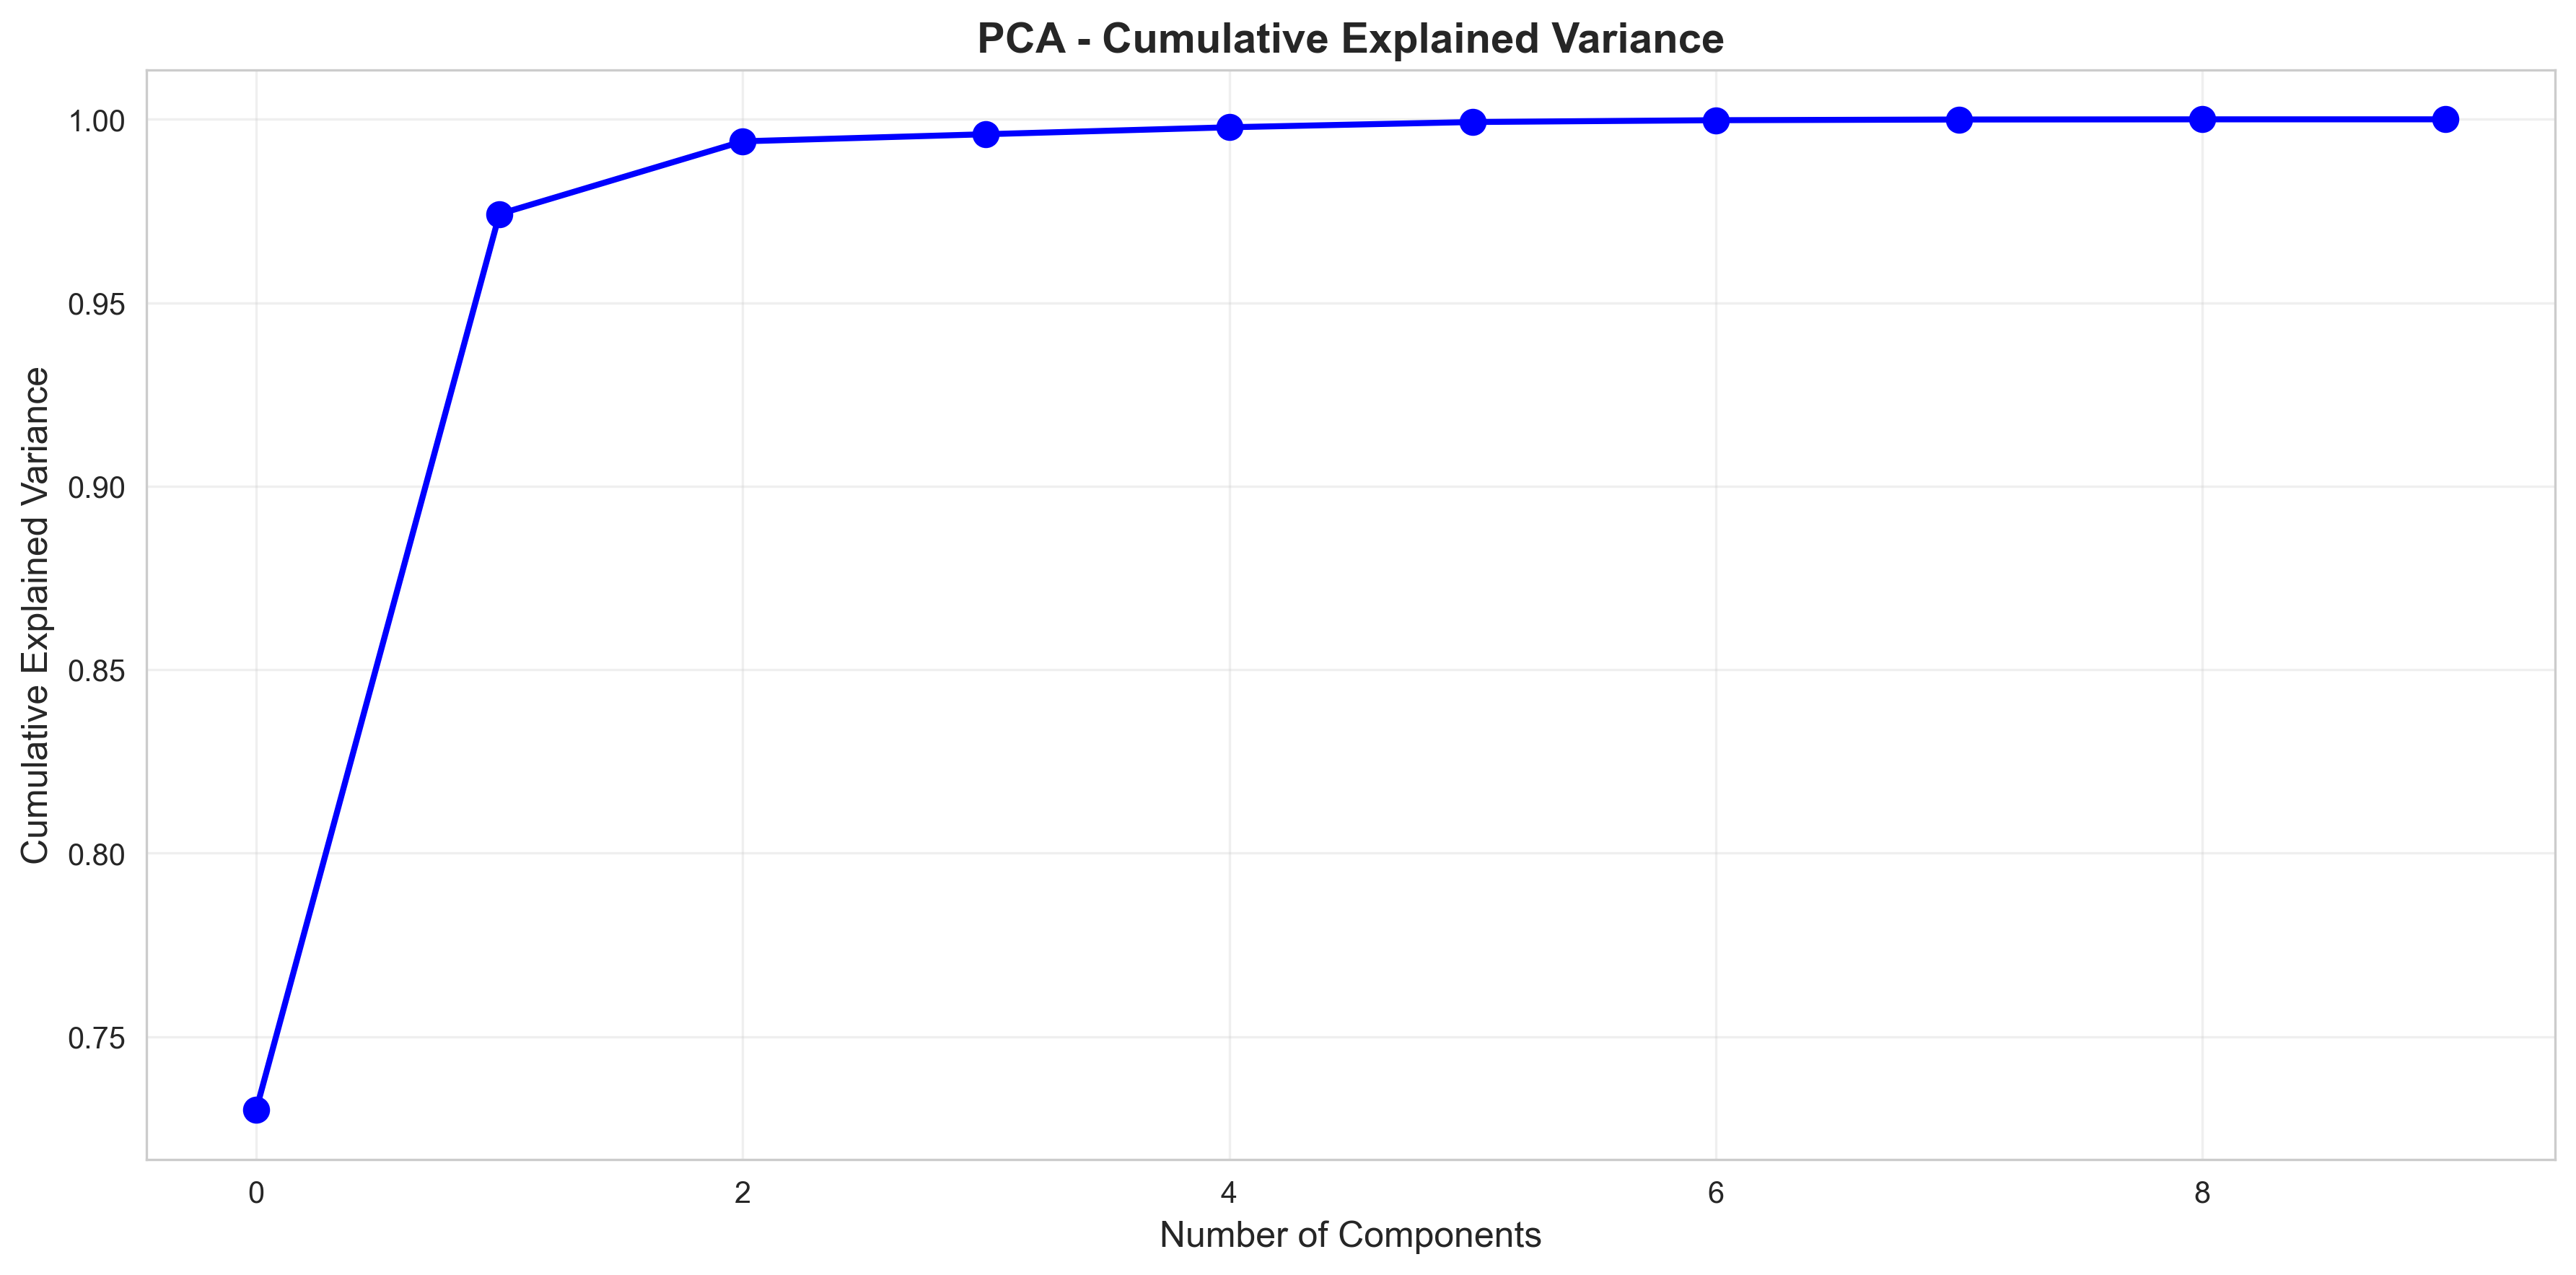 PCA - Cumulative Explained Variance
Cumulative Explained Variance
1.00
0.95
0.90
0.85
0.80
0.75
0 2 4 6 8
Number of Components